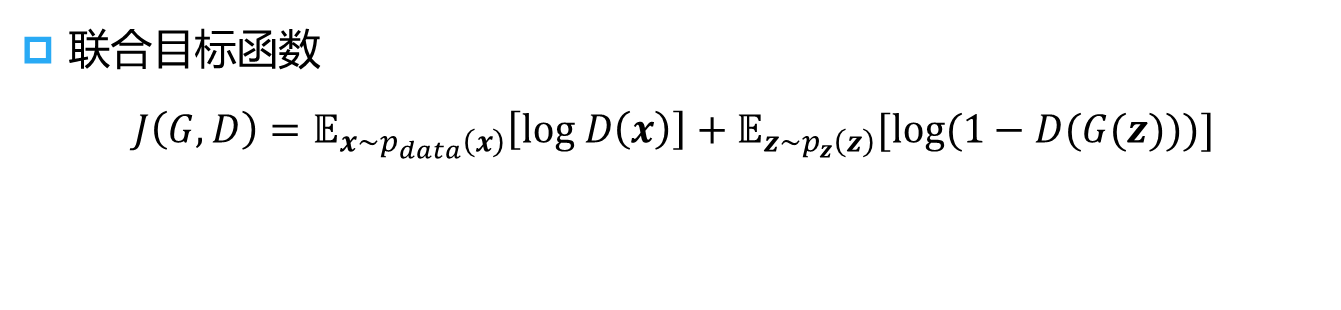 联合目标函数
J(G, D) = 𝔼_{x~p_{data}(x)}[log D(x)] + 𝔼_{z~p_z(z)}[log(1 − D(G(z)))]